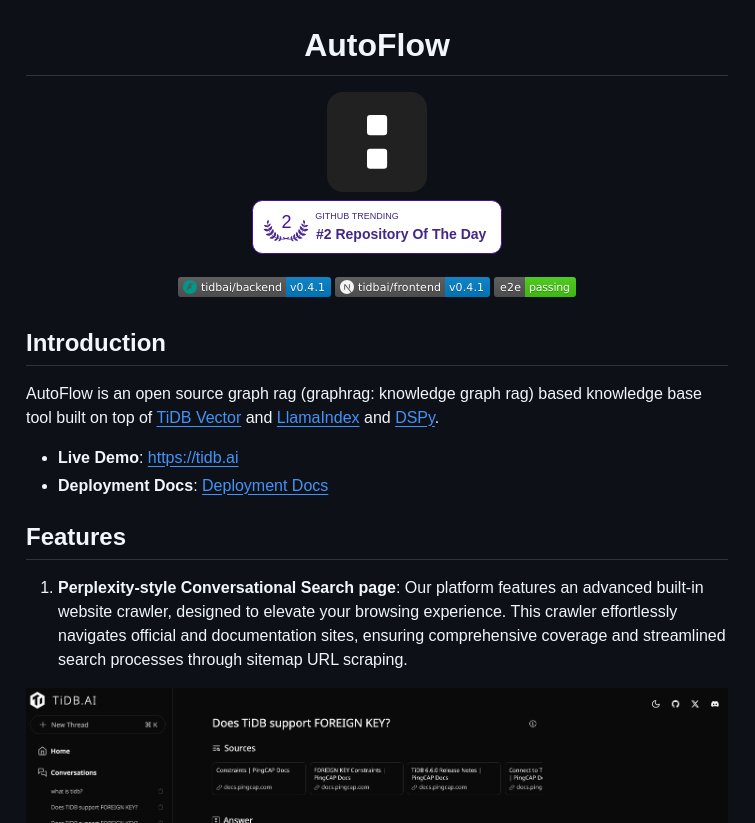 AutoFlow
2
GITHUB TRENDING
#2 Repository Of The Day
tidbai/backend v0.4.1 N tidbai/frontend v0.4.1 e2e passing
Introduction
AutoFlow is an open source graph rag (graphrag: knowledge graph rag) based knowledge base
tool built on top of TiDB Vector and LlamaIndex and DSPy.
• Live Demo: https://tidb.ai
• Deployment Docs: Deployment Docs
Features
1. Perplexity-style Conversational Search page: Our platform features an advanced built-in
website crawler, designed to elevate your browsing experience. This crawler effortlessly
navigates official and documentation sites, ensuring comprehensive coverage and streamlined
search processes through sitemap URL scraping.
TiDB.AI
+ New Thread ⌘ K
Home
Conversations
what is tidb?
Does TiDB support FOREIGN KEY?
Does TiDB support FOREIGN KEY?
Does TiDB support FOREIGN KEY?
Sources
Constraints | PingCAP Docs
docs.pingcap.com
FOREIGN KEY Constraints |
PingCAP Docs
docs.pingcap.com
TiDB 6.6.0 Release Notes |
PingCAP Docs
docs.pingcap.com
Connect to T
| PingCAP Do
docs.ping
Answer